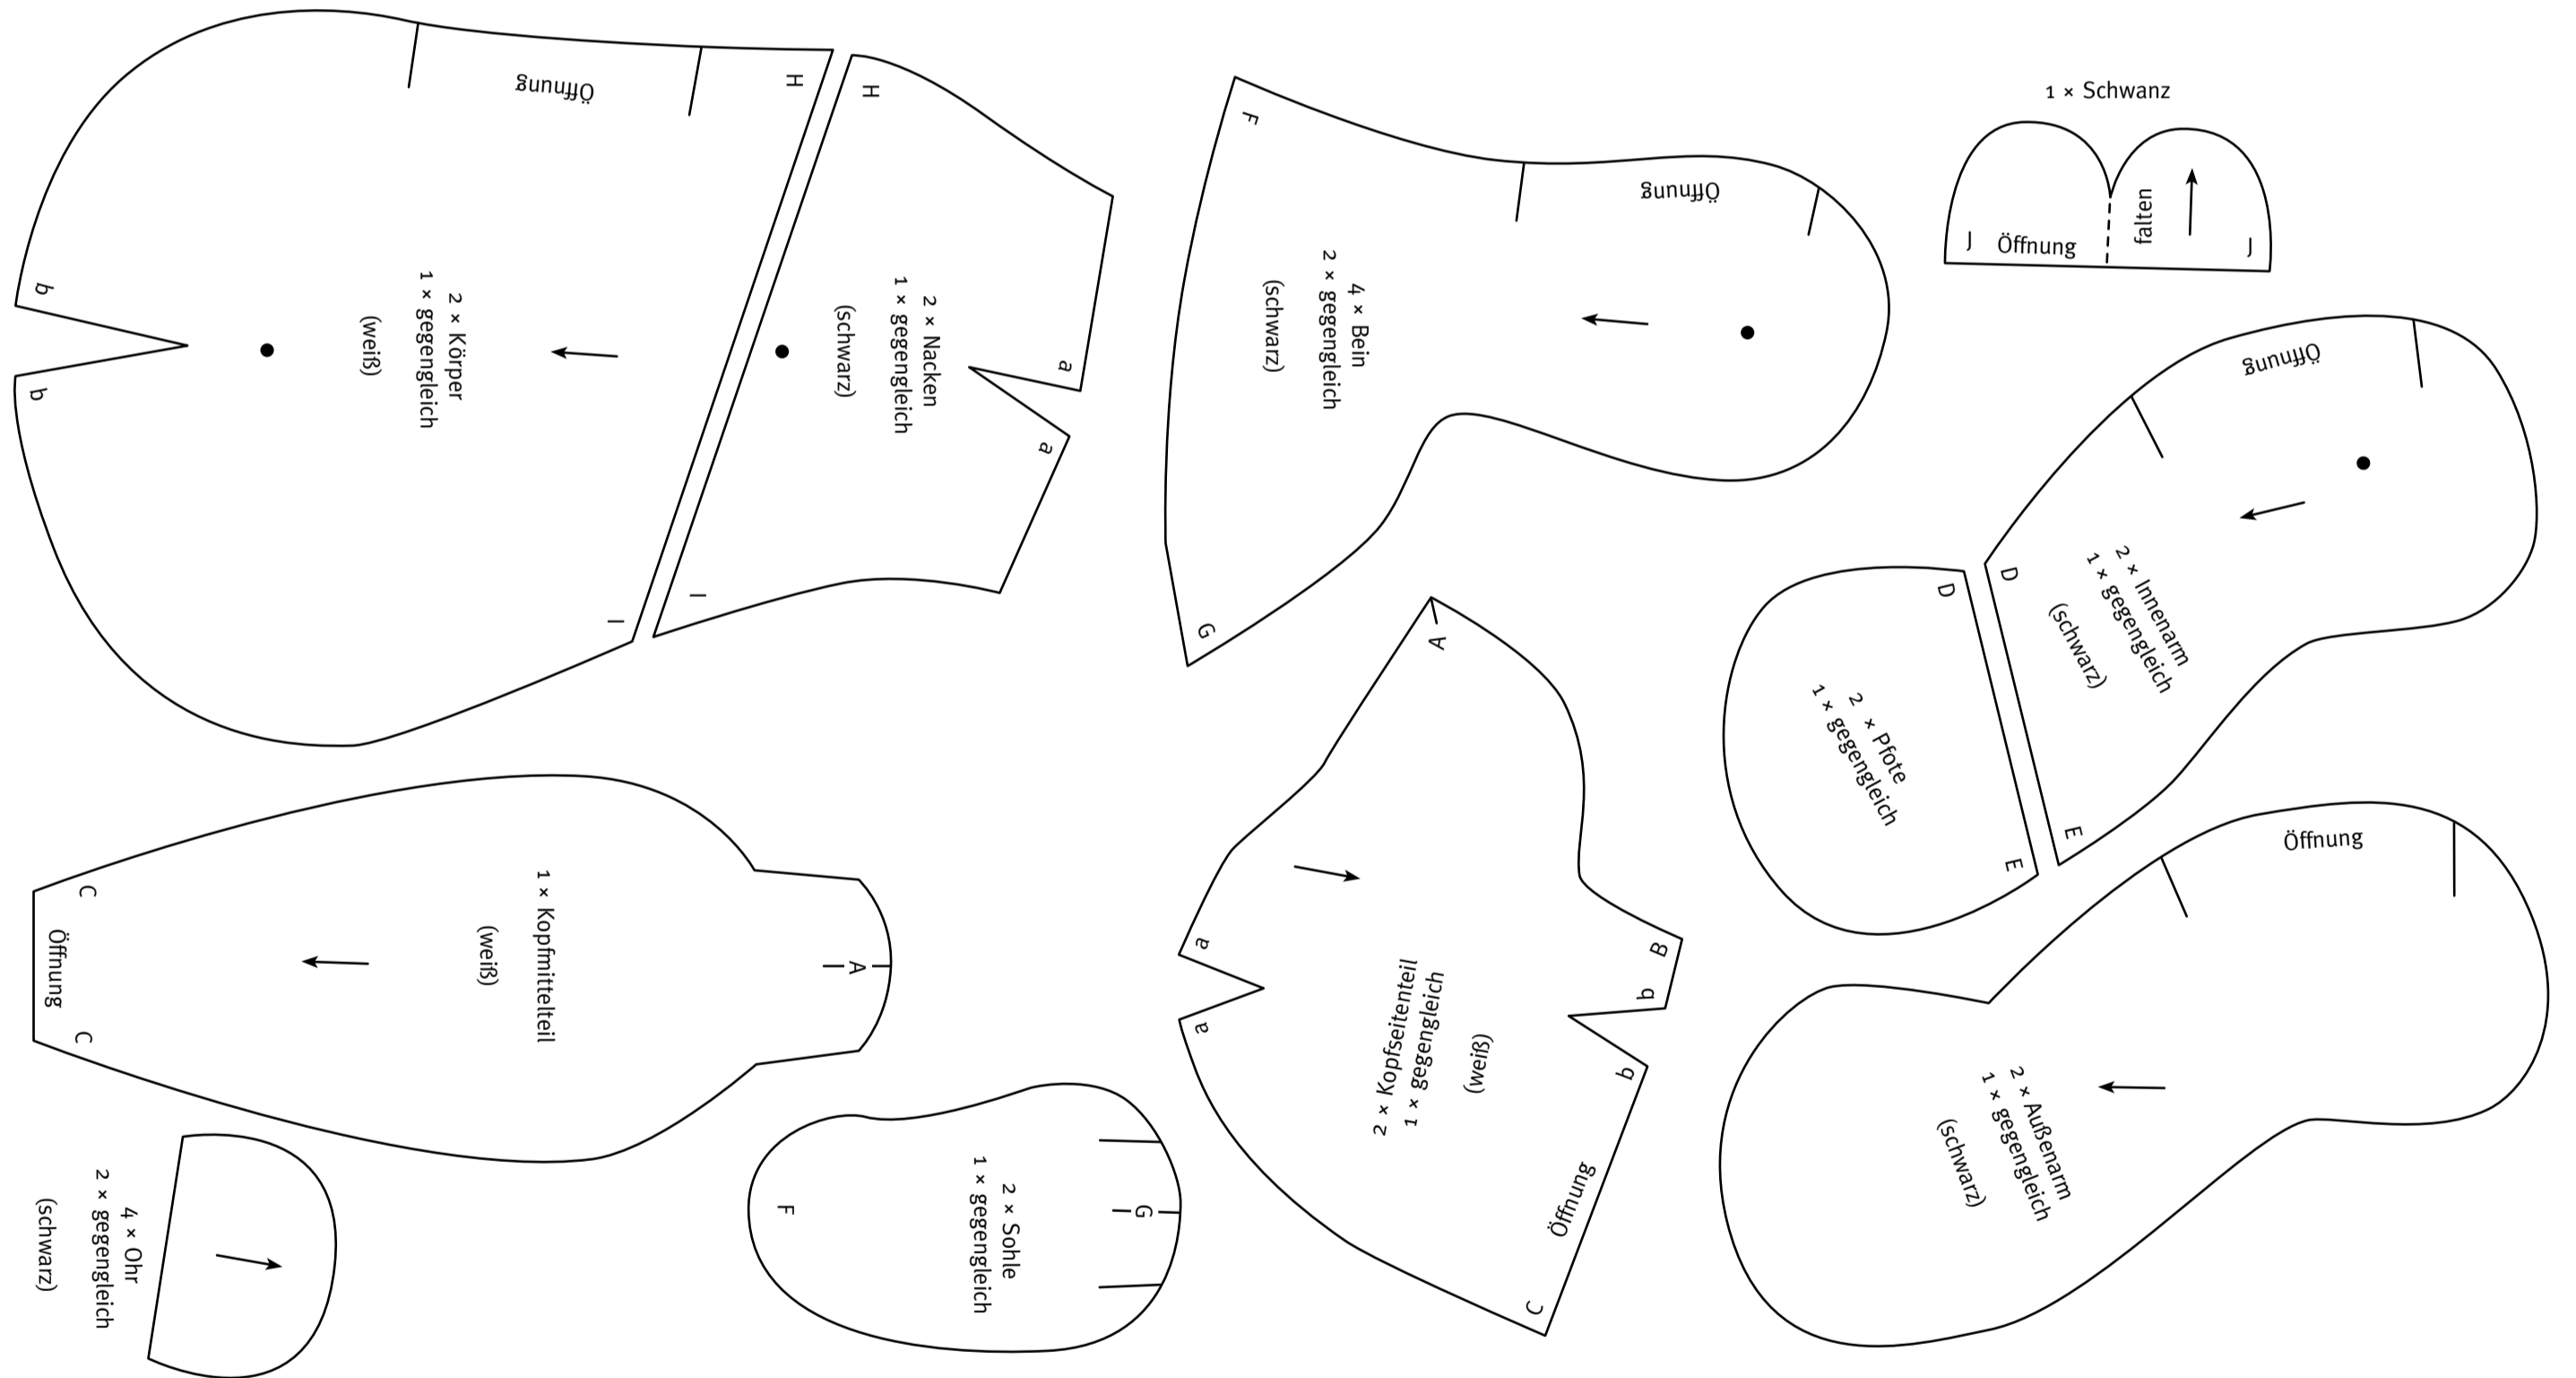 H
Öffnung
b
2 × Körper
1 × gegengleich
(weiß)
b
I
H
a
2 × Nacken
1 × gegengleich
(schwarz)
a
I
F
Öffnung
4 × Bein
2 × gegengleich
(schwarz)
G
1 × Schwanz
J
Öffnung
falten
J
Öffnung
D
2 × Innenarm
1 × gegengleich
(schwarz)
E
D
2 × Pfote
1 × gegengleich
E
Öffnung
2 × Außenarm
1 × gegengleich
(schwarz)
A
a
a
B
b
b
2 × Kopfseitenteil
1 × gegengleich
(weiß)
Öffnung
C
C
Öffnung
C
1 × Kopfmittelteil
(weiß)
A
F
2 × Sohle
1 × gegengleich
G
4 × Ohr
2 × gegengleich
(schwarz)